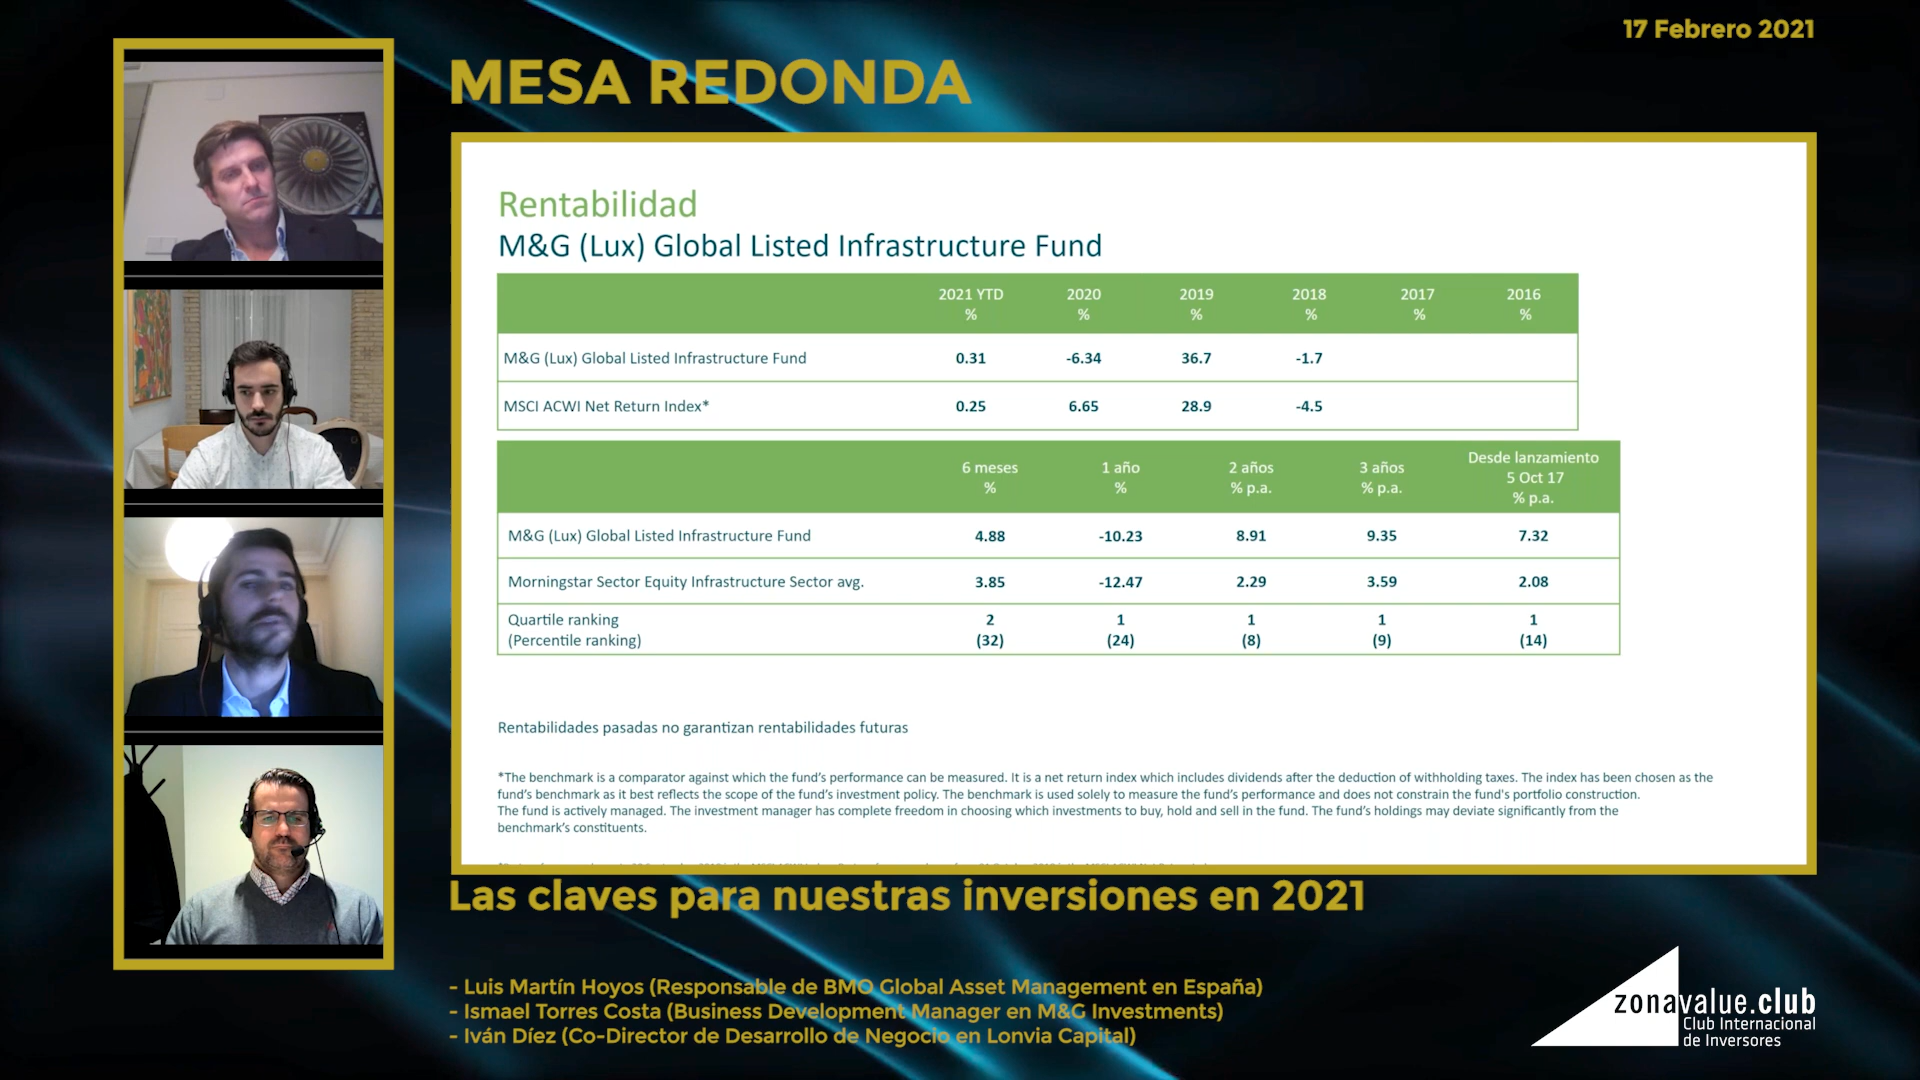 17 Febrero 2021
MESA REDONDA
Rentabilidad
M&G (Lux) Global Listed Infrastructure Fund
2021 YTD 2020 2019 2018 2017 2016
% % % % % %
M&G (Lux) Global Listed Infrastructure Fund 0.31 -6.34 36.7 -1.7
MSCI ACWI Net Return Index* 0.25 6.65 28.9 -4.5
6 meses 1 año 2 años 3 años Desde lanzamiento
% % % p.a. % p.a. 5 Oct 17
% p.a.
M&G (Lux) Global Listed Infrastructure Fund 4.88 -10.23 8.91 9.35 7.32
Morningstar Sector Equity Infrastructure Sector avg. 3.85 -12.47 2.29 3.59 2.08
Quartile ranking 2 1 1 1 1
(Percentile ranking) (32) (24) (8) (9) (14)
Rentabilidades pasadas no garantizan rentabilidades futuras
*The benchmark is a comparator against which the fund's performance can be measured. It is a net return index which includes dividends after the deduction of withholding taxes. The index has been chosen as the
fund's benchmark as it best reflects the scope of the fund's investment policy. The benchmark is used solely to measure the fund's performance and does not constrain the fund's portfolio construction.
The fund is actively managed. The investment manager has complete freedom in choosing which investments to buy, hold and sell in the fund. The fund's holdings may deviate significantly from the
benchmark's constituents.
Las claves para nuestras inversiones en 2021
- Luis Martín Hoyos (Responsable de BMO Global Asset Management en España)
- Ismael Torres Costa (Business Development Manager en M&G Investments)
- Iván Díez (Co-Director de Desarrollo de Negocio en Lonvia Capital)
zonavalue.club
Club Internacional
de Inversores